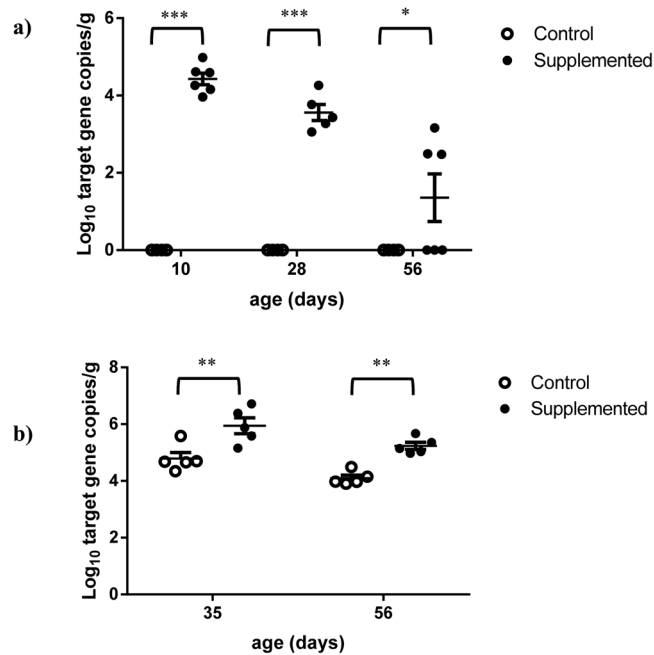 a)
*** *** *
Control
Supplemented
Log10 target gene copies/g
6
4
2
0
10 28 56
age (days)
b)
** **
Control
Supplemented
Log10 target gene copies/g
8
6
4
2
0
35 56
age (days)